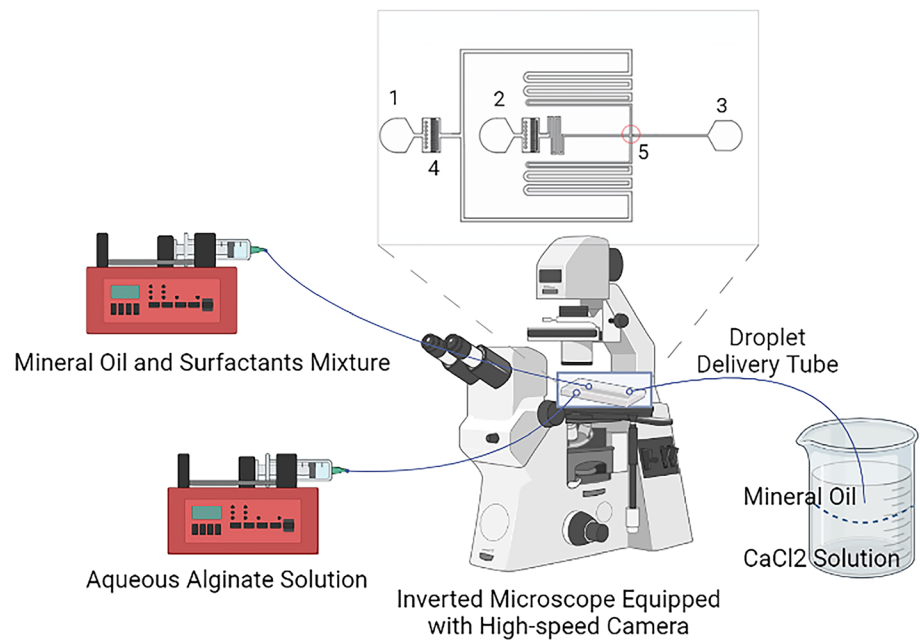 1
2
3
4
5
Mineral Oil and Surfactants Mixture
Droplet
Delivery Tube
Mineral Oil
CaCl2 Solution
Aqueous Alginate Solution
Inverted Microscope Equipped
with High-speed Camera